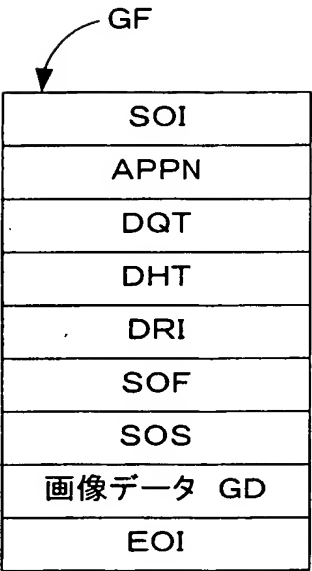 GF
SOI
APPN
DQT
DHT
DRI
SOF
SOS
画像データ GD
EOI